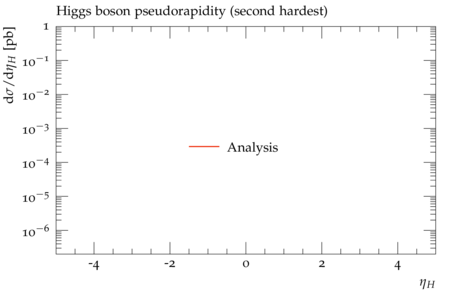 Higgs boson pseudorapidity (second hardest)
dσ/dη_H [pb]
1
10⁻¹
10⁻²
10⁻³
10⁻⁴
10⁻⁵
10⁻⁶
Analysis
-4 -2 0 2 4
η_H